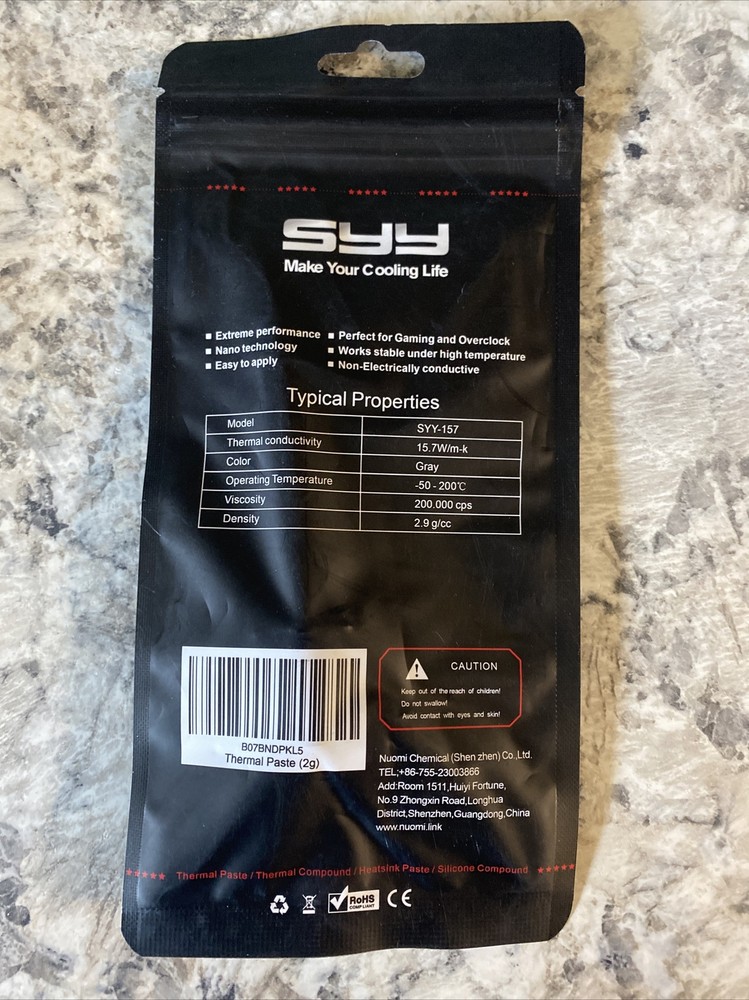 SYY
Make Your Cooling Life
■ Extreme performance ■ Perfect for Gaming and Overclock
■ Nano technology ■ Works stable under high temperature
■ Easy to apply ■ Non-Electrically conductive
Typical Properties
Model SYY-157
Thermal conductivity 15.7W/m-k
Color Gray
Operating Temperature -50 - 200℃
Viscosity 200.000 cps
Density 2.9 g/cc
B07BNDPKL5
Thermal Paste (2g)
CAUTION
Keep out of the reach of children!
Do not swallow!
Avoid contact with eyes and skin!
Nuomi Chemical (Shen zhen) Co.,Ltd.
TEL;+86-755-23003866
Add:Room 1511,Huiyi Fortune,
No.9 Zhongxin Road,Longhua
District,Shenzhen,Guangdong,China
www.nuomi.link
Thermal Paste / Thermal Compound / HeatsInk Paste / Silicone Compound
RoHS
COMPLIANT
CE